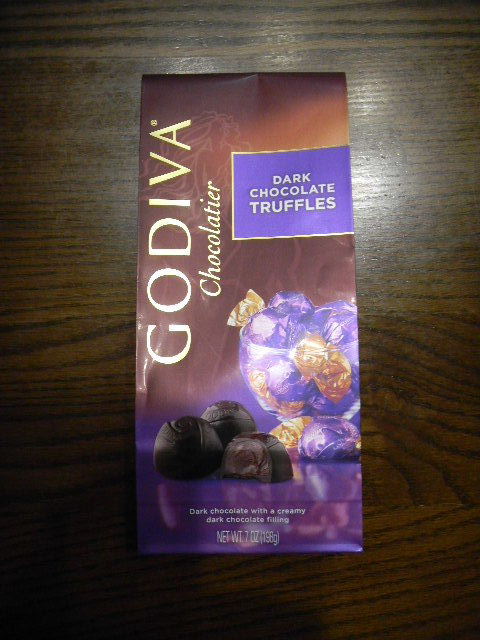 GODIVA®
Chocolatier
DARK
CHOCOLATE
TRUFFLES
Dark chocolate with a creamy
dark chocolate filling
NET WT. 7 OZ (198g)